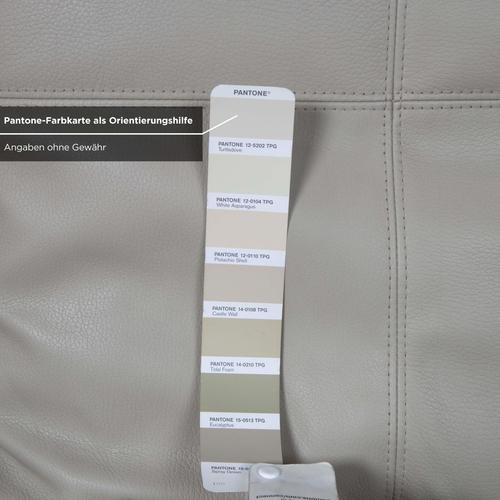 PANTONE®
Pantone-Farbkarte als Orientierungshilfe
Angaben ohne Gewähr
PANTONE 12-5202 TPG
Turtledove
PANTONE 12-0104 TPG
White Asparagus
PANTONE 12-0110 TPG
Pistachio Shell
PANTONE 14-0108 TPG
Castle Wall
PANTONE 14-0210 TPG
Tidal Foam
PANTONE 15-0513 TPG
Eucalyptus
PANTONE